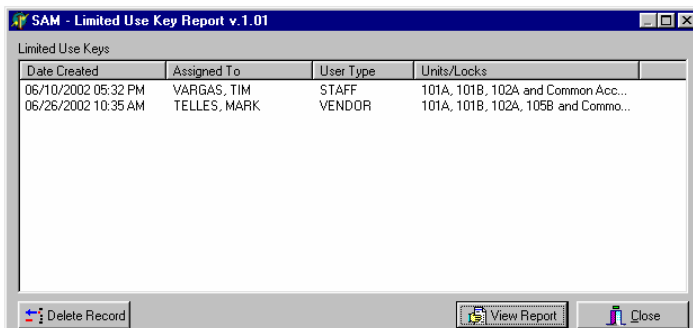 SAM - Limited Use Key Report v.1.01
Limited Use Keys
Date Created Assigned To User Type Units/Locks
06/10/2002 05:32 PM VARGAS, TIM STAFF 101A, 101B, 102A and Common Acc...
06/26/2002 10:35 AM TELLES, MARK VENDOR 101A, 101B, 102A, 105B and Commo...
Delete Record View Report Close